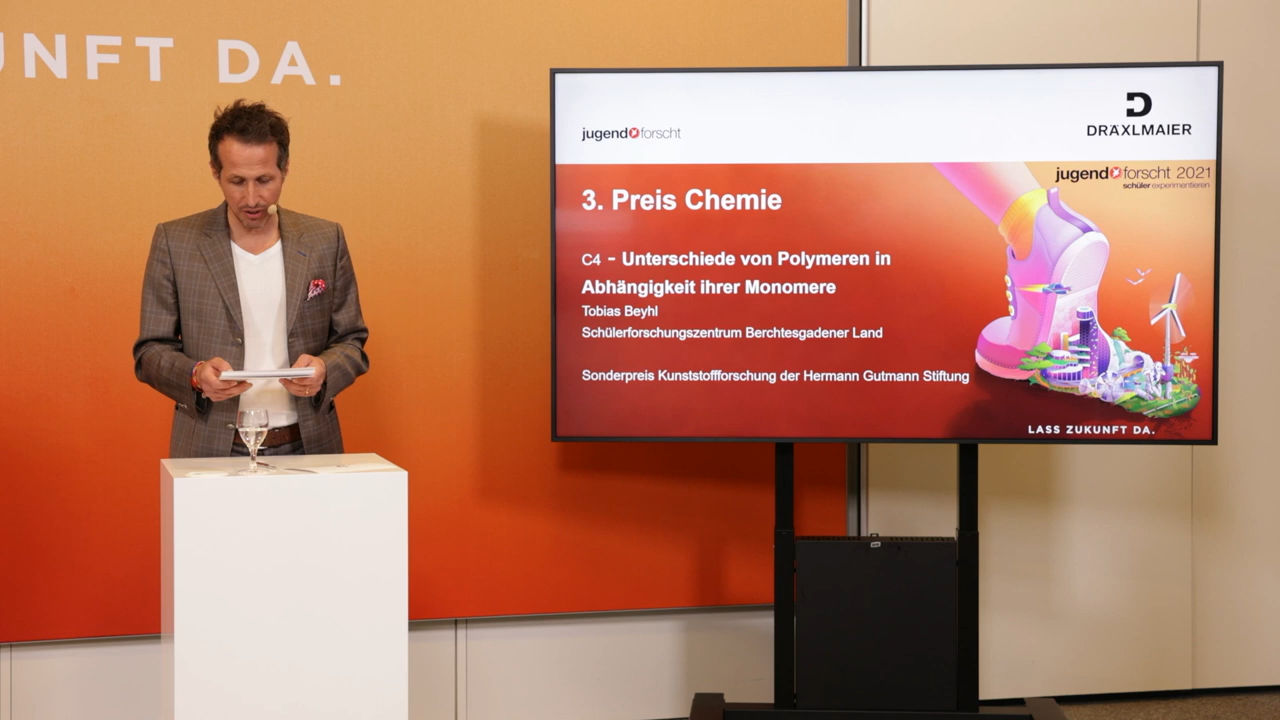 UNFT DA.
jugend forscht
DRÄXLMAIER
jugend forscht 2021
schüler experimentieren
3. Preis Chemie
C4 - Unterschiede von Polymeren in
Abhängigkeit ihrer Monomere
Tobias Beyhl
Schülerforschungszentrum Berchtesgadener Land
Sonderpreis Kunststoffforschung der Hermann Gutmann Stiftung
LASS ZUKUNFT DA.